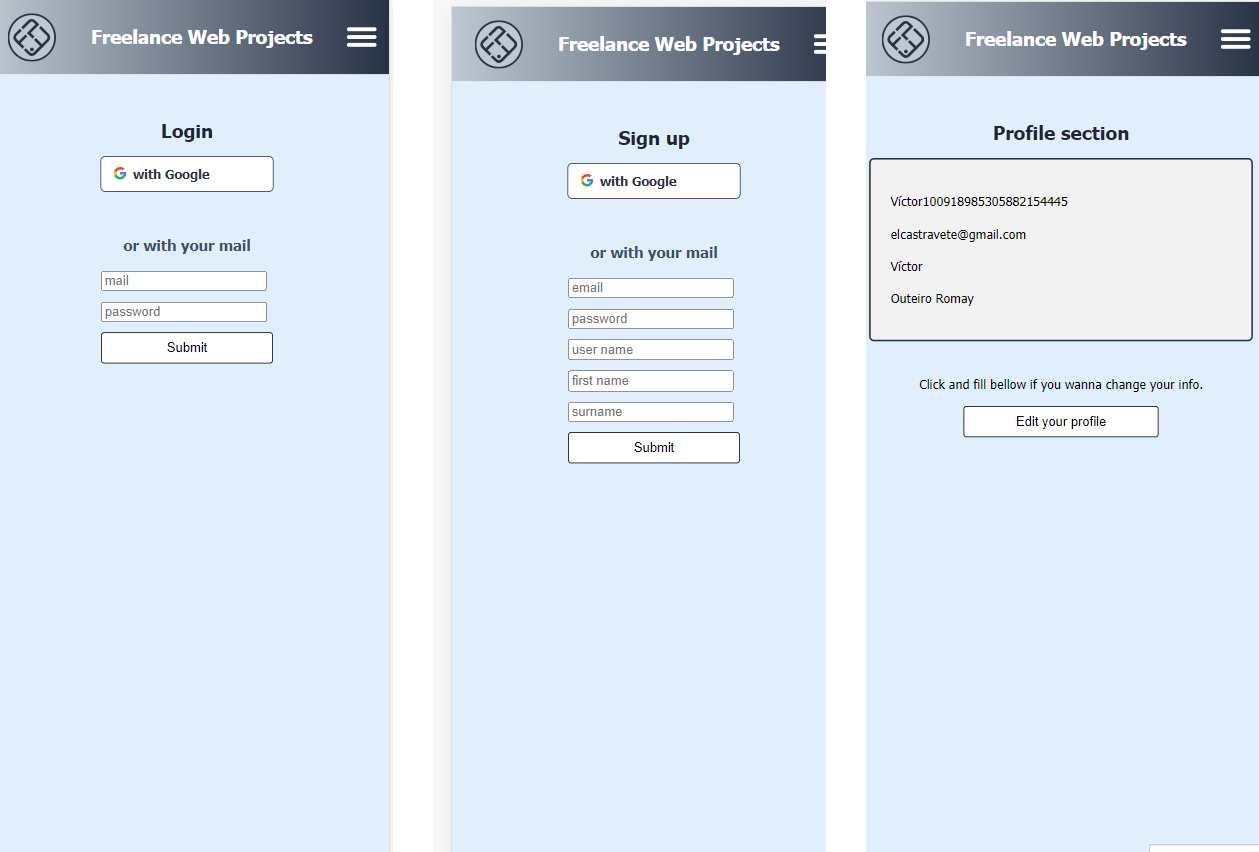 Freelance Web Projects
Login
with Google
or with your mail
mail
password
Submit
Freelance Web Projects
Sign up
with Google
or with your mail
email
password
user name
first name
surname
Submit
Freelance Web Projects
Profile section
Víctor100918985305882154445
elcastravete@gmail.com
Víctor
Outeiro Romay
Click and fill bellow if you wanna change your info.
Edit your profile